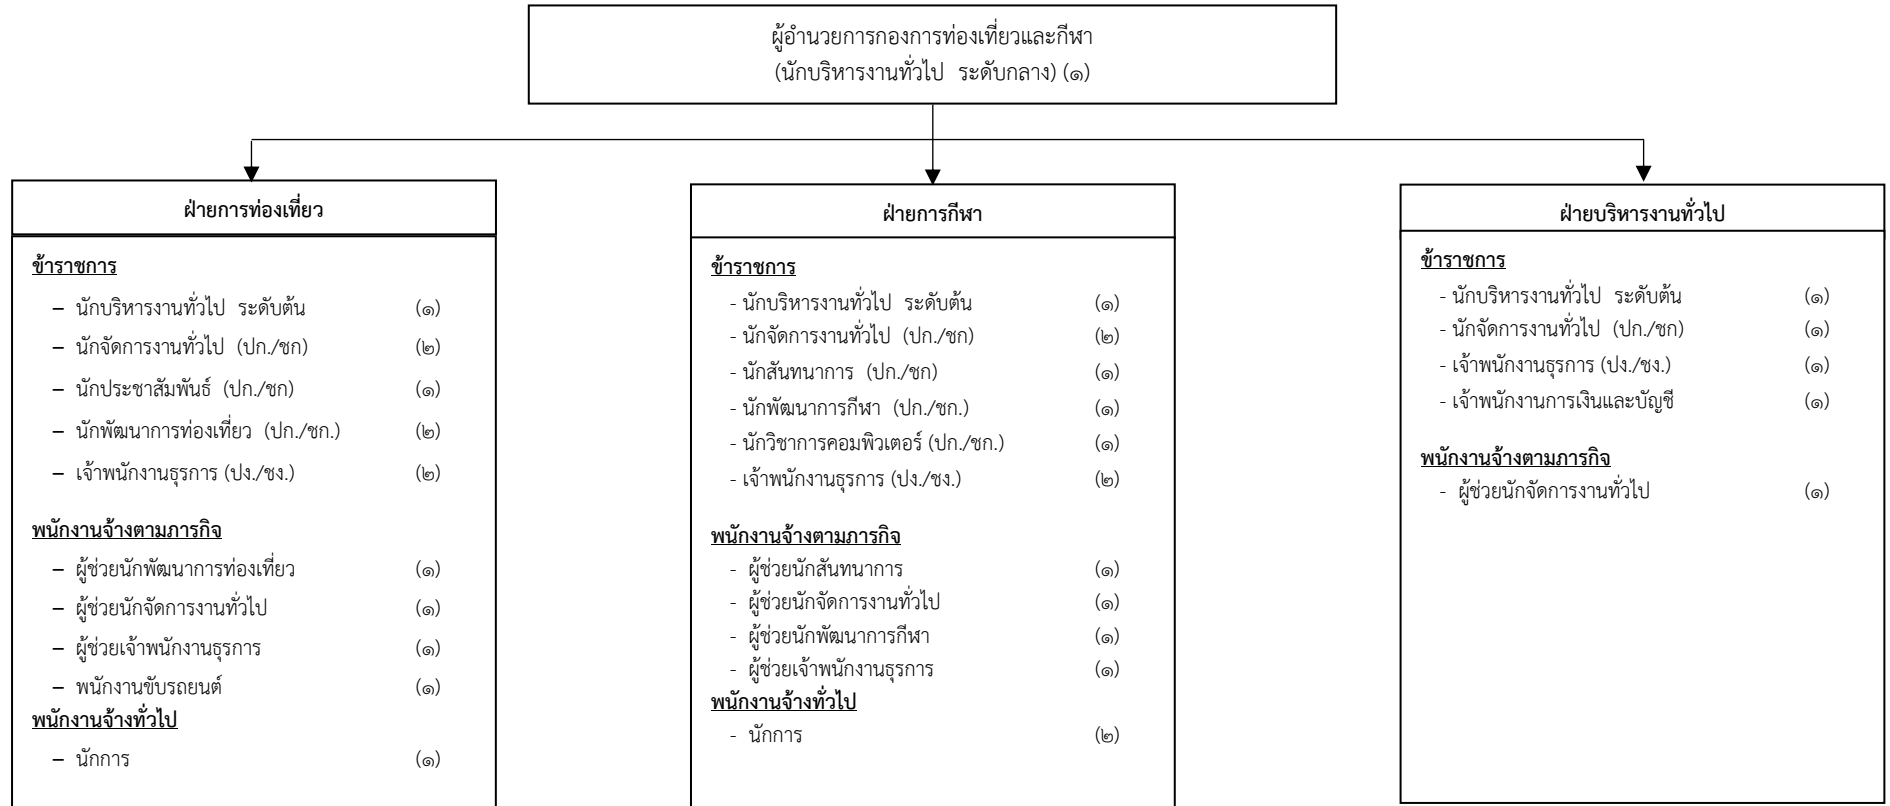 ผู้อำนวยการกองการท่องเที่ยวและกีฬา
(นักบริหารงานทั่วไป ระดับกลาง) (๑)
ฝ่ายการท่องเที่ยว
ข้าราชการ
– นักบริหารงานทั่วไป ระดับต้น (๑)
– นักจัดการงานทั่วไป (ปก./ชก) (๒)
– นักประชาสัมพันธ์ (ปก./ชก) (๑)
– นักพัฒนาการท่องเที่ยว (ปก./ชก.) (๒)
– เจ้าพนักงานธุรการ (ปง./ชง.) (๒)
พนักงานจ้างตามภารกิจ
– ผู้ช่วยนักพัฒนาการท่องเที่ยว (๑)
– ผู้ช่วยนักจัดการงานทั่วไป (๑)
– ผู้ช่วยเจ้าพนักงานธุรการ (๑)
– พนักงานขับรถยนต์ (๑)
พนักงานจ้างทั่วไป
– นักการ (๑)
ฝ่ายการกีฬา
ข้าราชการ
- นักบริหารงานทั่วไป ระดับต้น (๑)
- นักจัดการงานทั่วไป (ปก./ชก) (๒)
- นักสันทนาการ (ปก./ชก) (๑)
- นักพัฒนาการกีฬา (ปก./ชก.) (๑)
- นักวิชาการคอมพิวเตอร์ (ปก./ชก.) (๑)
- เจ้าพนักงานธุรการ (ปง./ชง.) (๒)
พนักงานจ้างตามภารกิจ
- ผู้ช่วยนักสันทนาการ (๑)
- ผู้ช่วยนักจัดการงานทั่วไป (๑)
- ผู้ช่วยนักพัฒนาการกีฬา (๑)
- ผู้ช่วยเจ้าพนักงานธุรการ (๑)
พนักงานจ้างทั่วไป
- นักการ (๒)
ฝ่ายบริหารงานทั่วไป
ข้าราชการ
- นักบริหารงานทั่วไป ระดับต้น (๑)
- นักจัดการงานทั่วไป (ปก./ชก) (๑)
- เจ้าพนักงานธุรการ (ปง./ชง.) (๑)
- เจ้าพนักงานการเงินและบัญชี (๑)
พนักงานจ้างตามภารกิจ
- ผู้ช่วยนักจัดการงานทั่วไป (๑)